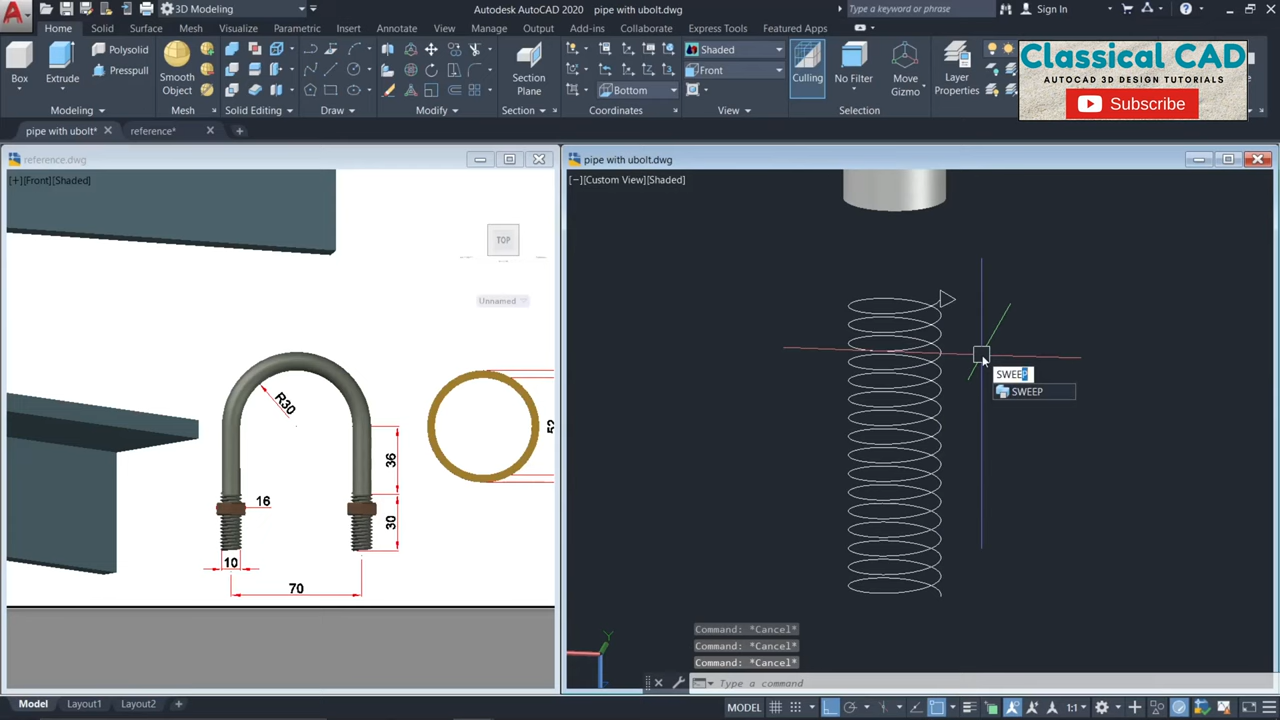 3D Modeling
Autodesk AutoCAD 2020 pipe with ubolt.dwg
Type a keyword or phrase
Sign In
Home Solid Surface Mesh Visualize Parametric Insert Annotate View Manage Output Add-ins Collaborate Express Tools Featured Apps
Box
Extrude
Polysolid
Presspull
Smooth
Object
Section
Plane
Shaded
Front
Bottom
Culling
No Filter
Move
Gizmo
Layer
Properties
Modeling
Mesh
Solid Editing
Draw
Modify
Section
Coordinates
View
Selection
Classical CAD
AUTOCAD 3D DESIGN TUTORIALS
Subscribe
pipe with ubolt*
reference*
reference.dwg
[+][Front][Shaded]
TOP
Unnamed
R30
36
16
30
10
70
52
pipe with ubolt.dwg
[−][Custom View][Shaded]
SWEEP
SWEEP
Y
Command: *Cancel*
Command: *Cancel*
Command: *Cancel*
Type a command
Model Layout1 Layout2
MODEL
1:1